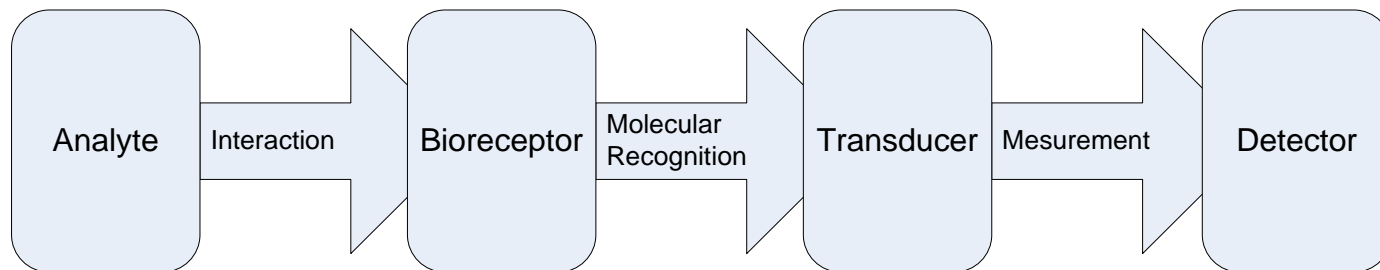 Analyte
Interaction
Bioreceptor
Molecular
Recognition
Transducer
Mesurement
Detector